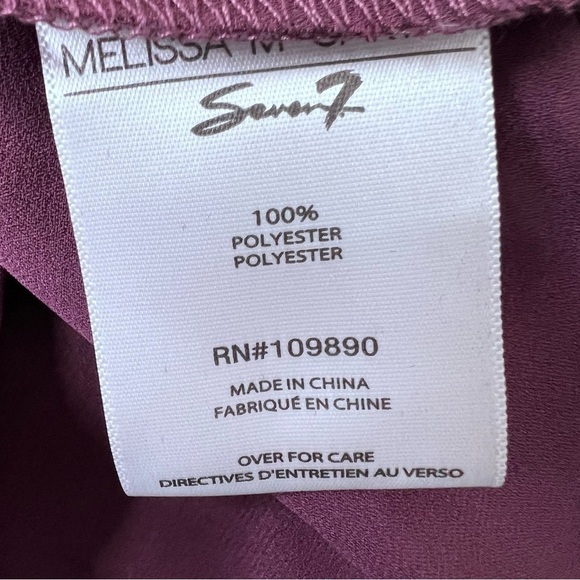 MELISSA
Seven7.
100%
POLYESTER
POLYESTER
RN#109890
MADE IN CHINA
FABRIQUÉ EN CHINE
OVER FOR CARE
DIRECTIVES D'ENTRETIEN AU VERSO